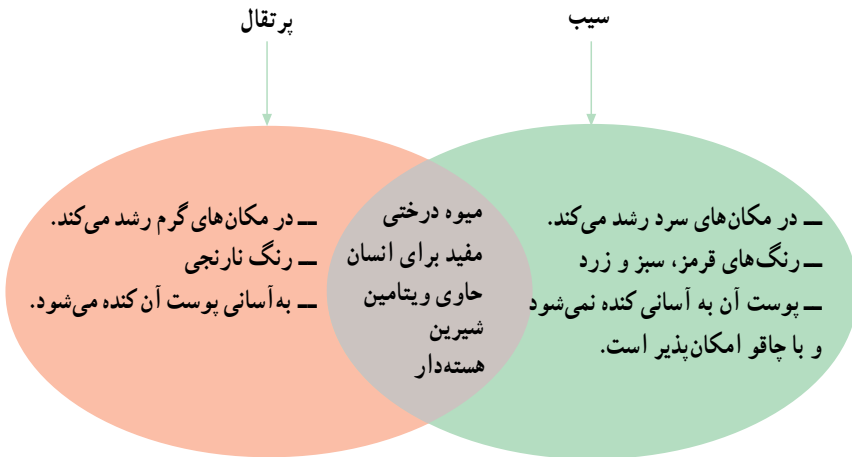 سیب
پرتقال
ــ در مکان‌های سرد رشد می‌کند.
ــ رنگ‌های قرمز، سبز و زرد
ــ پوست آن به آسانی کنده نمی‌شود
و با چاقو امکان‌پذیر است.
میوه درختی
مفید برای انسان
حاوی ویتامین
شیرین
هسته‌دار
ــ در مکان‌های گرم رشد می‌کند.
ــ رنگ نارنجی
ــ به‌آسانی پوست آن کنده می‌شود.